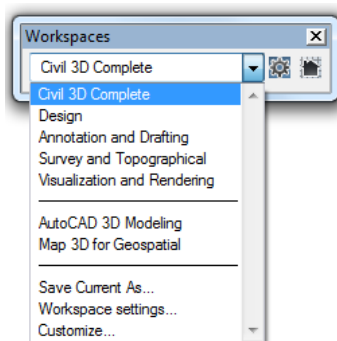 Workspaces
Civil 3D Complete
Civil 3D Complete
Design
Annotation and Drafting
Survey and Topographical
Visualization and Rendering
AutoCAD 3D Modeling
Map 3D for Geospatial
Save Current As...
Workspace settings...
Customize...